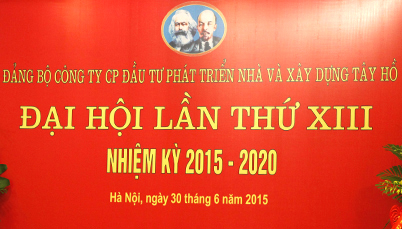 ĐẢNG BỘ CÔNG TY CP ĐẦU TƯ PHÁT TRIỂN NHÀ VÀ XÂY DỰNG TÂY HỒ
ĐẠI HỘI LẦN THỨ XIII
NHIỆM KỲ 2015 - 2020
Hà Nội, ngày 30 tháng 6 năm 2015